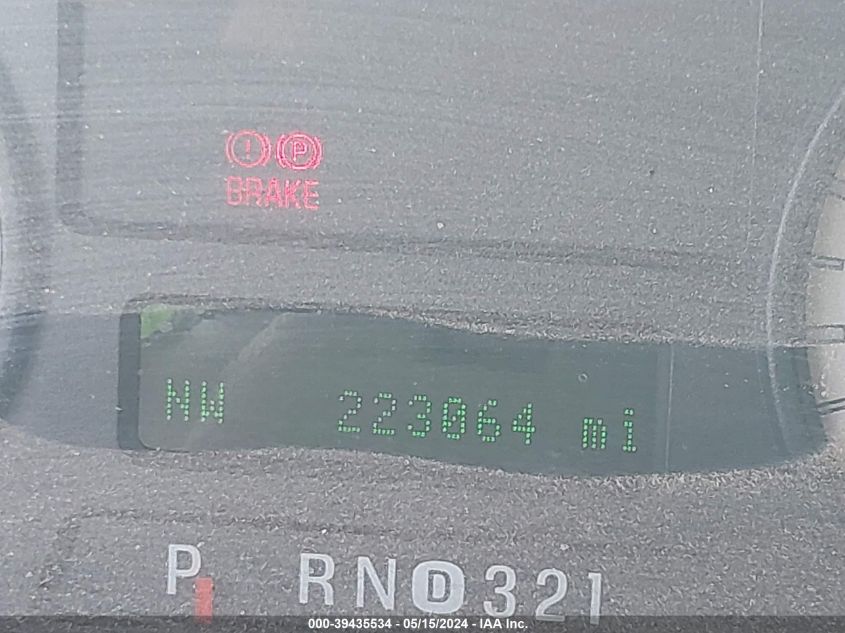 ! P
BRAKE
NW 223064 mi
P RND321
000-39435534 - 05/15/2024 - IAA Inc.